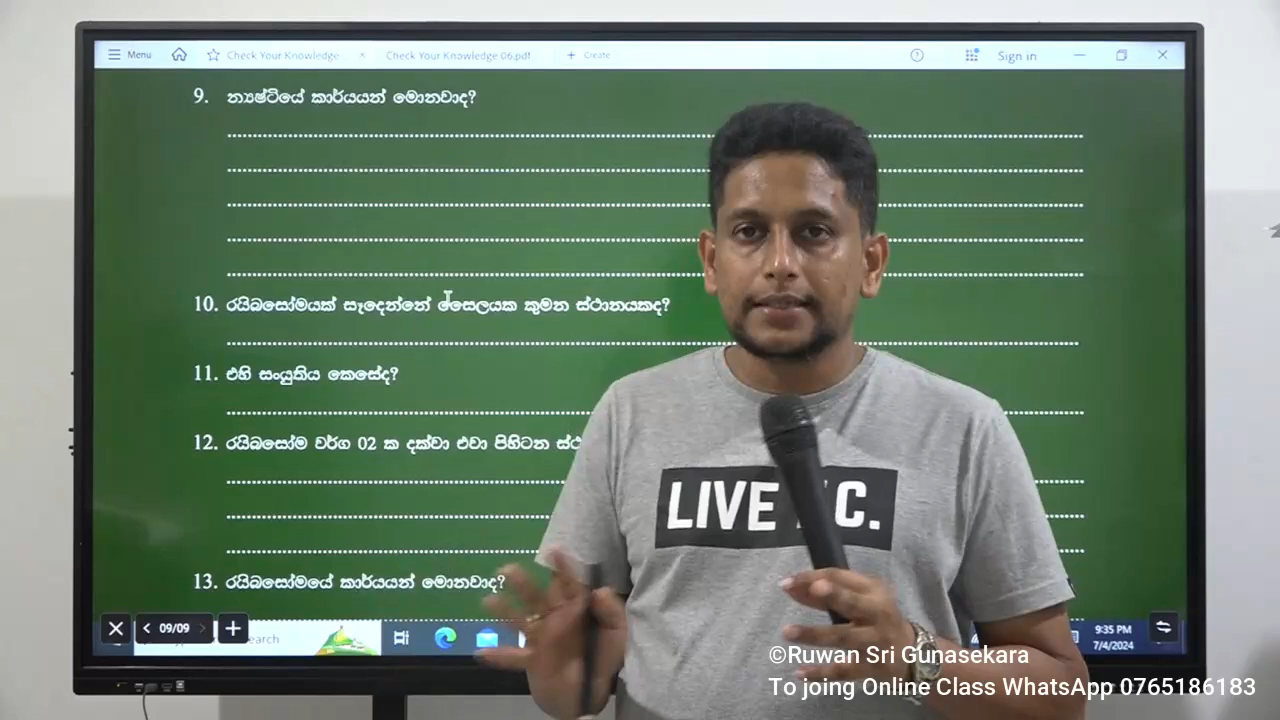 Menu
Check Your Knowledge
Check Your Knowledge 06.pdf
+ Create
Sign in
9. න්‍යෂ්ටියේ කාර්යයන් මොනවාද?
10. රයිබසෝමයක් සෑදෙන්නේ සෛලයක කුමන ස්ථානයකද?
11. එහි සංයුතිය කෙසේද?
12. රයිබසෝම වර්ග 02 ක දක්වා එවා පිහිටන
13. රයිබසෝමයේ කාර්යයන් මොනවාද?
09/09
earch
9:35 PM
7/4/2024
LIVE
C.
©Ruwan Sri Gunasekara
To joing Online Class WhatsApp 0765186183